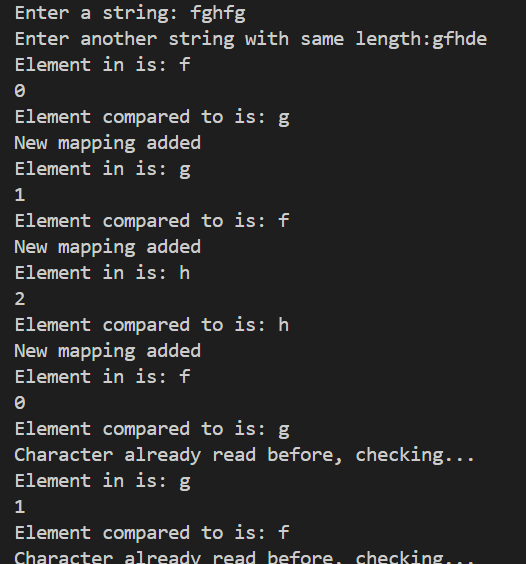 Enter a string: fghfg
Enter another string with same length:gfhde
Element in is: f
0
Element compared to is: g
New mapping added
Element in is: g
1
Element compared to is: f
New mapping added
Element in is: h
2
Element compared to is: h
New mapping added
Element in is: f
0
Element compared to is: g
Character already read before, checking...
Element in is: g
1
Element compared to is: f
Character already read before, checking...